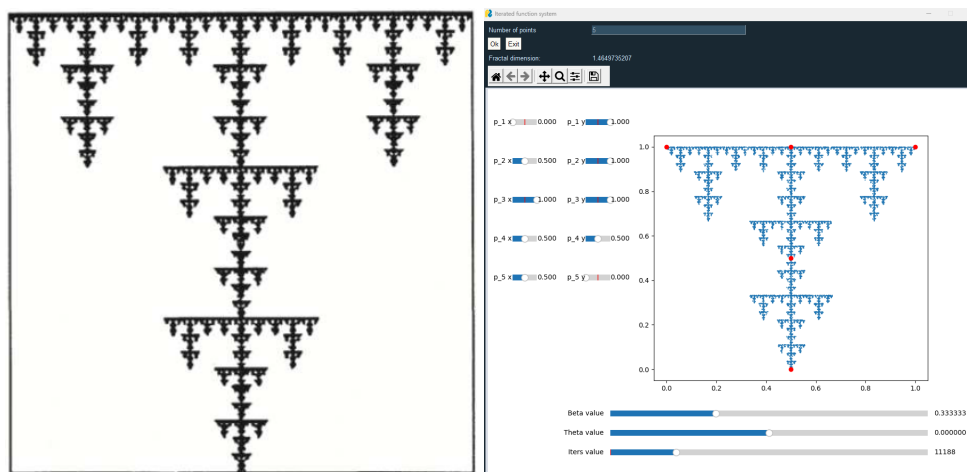 Iterated function system
Number of points 5
Ok Exit
Fractal dimension: 1.4649735207
p_1 x 0.000 p_1 y 1.000
p_2 x 0.500 p_2 y 1.000
p_3 x 1.000 p_3 y 1.000
p_4 x 0.500 p_4 y 0.500
p_5 x 0.500 p_5 y 0.000
1.0
0.8
0.6
0.4
0.2
0.0
0.0 0.2 0.4 0.6 0.8 1.0
Beta value 0.333333
Theta value 0.000000
Iters value 11188